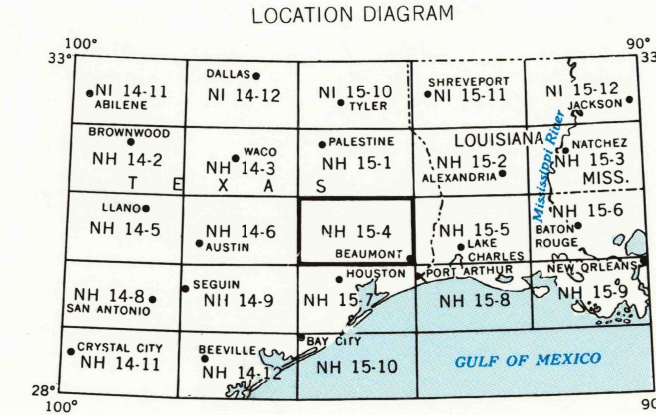 LOCATION DIAGRAM
100° 90°
33° 33°
NI 14-11
ABILENE
DALLAS
NI 14-12
NI 15-10
TYLER
SHREVEPORT
NI 15-11
NI 15-12
JACKSON
BROWNWOOD
NH 14-2
WACO
NH 14-3
PALESTINE
NH 15-1
LOUISIANA
NH 15-2
ALEXANDRIA
Mississippi River
NATCHEZ
NH 15-3
MISS.
T E X A S
LLANO
NH 14-5
NH 14-6
AUSTIN
NH 15-4
BEAUMONT
NH 15-5
LAKE
CHARLES
NH 15-6
BATON
ROUGE
NH 14-8
SAN ANTONIO
SEGUIN
NH 14-9
HOUSTON
NH 15-7
PORT ARTHUR
NH 15-8
NEW ORLEANS
NH 15-9
CRYSTAL CITY
NH 14-11
BEEVILLE
NH 14-12
BAY CITY
NH 15-10
GULF OF MEXICO
28°
100° 90